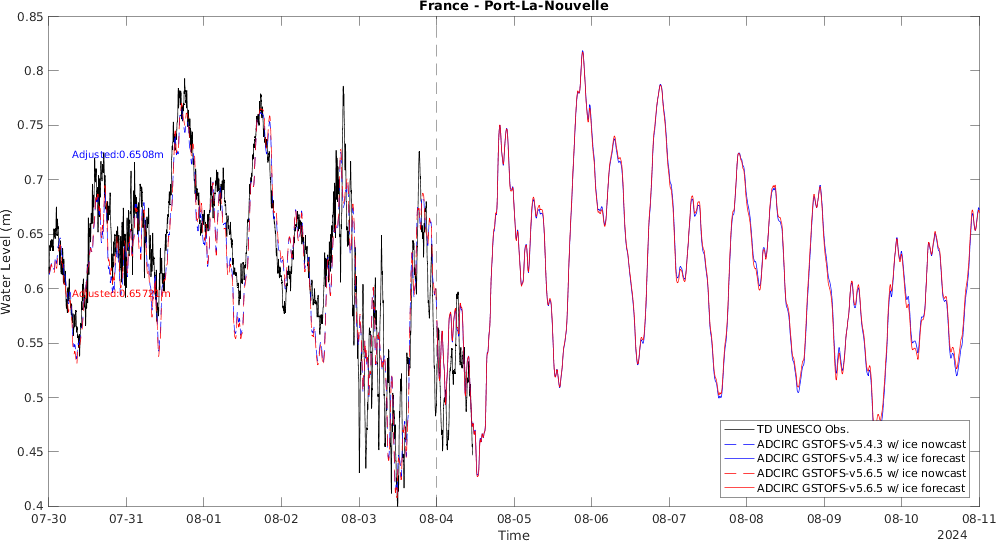 France - Port-La-Nouvelle
0.85
0.8
0.75
0.7
0.65
0.6
0.55
0.5
0.45
0.4
Water Level (m)
Adjusted:0.6508m
TD UNESCO Obs.
ADCIRC GSTOFS-v5.4.3 w/ ice nowcast
ADCIRC GSTOFS-v5.4.3 w/ ice forecast
ADCIRC GSTOFS-v5.6.5 w/ ice nowcast
ADCIRC GSTOFS-v5.6.5 w/ ice forecast
07-30 07-31 08-01 08-02 08-03 08-04 08-05 08-06 08-07 08-08 08-09 08-10 08-11
Time
2024